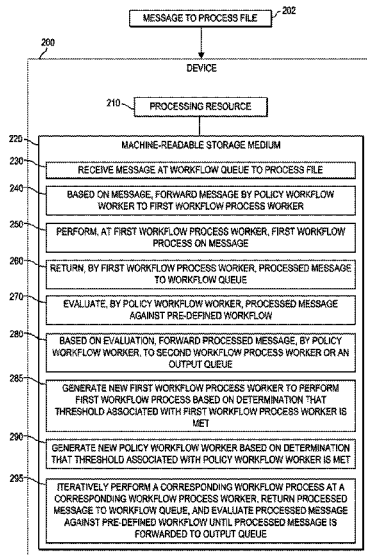 MESSAGE TO PROCESS FILE
202
200
DEVICE
210
PROCESSING RESOURCE
220
MACHINE-READABLE STORAGE MEDIUM
230
RECEIVE MESSAGE AT WORKFLOW QUEUE TO PROCESS FILE
240
BASED ON MESSAGE, FORWARD MESSAGE BY POLICY WORKFLOW
WORKER TO FIRST WORKFLOW PROCESS WORKER
250
PERFORM, AT FIRST WORKFLOW PROCESS WORKER, FIRST WORKFLOW
PROCESS ON MESSAGE
260
RETURN, BY FIRST WORKFLOW PROCESS WORKER, PROCESSED MESSAGE
TO WORKFLOW QUEUE
270
EVALUATE, BY POLICY WORKFLOW WORKER, PROCESSED MESSAGE
AGAINST PRE-DEFINED WORKFLOW
280
BASED ON EVALUATION, FORWARD PROCESSED MESSAGE, BY POLICY
WORKFLOW WORKER, TO SECOND WORKFLOW PROCESS WORKER OR AN
OUTPUT QUEUE
285
GENERATE NEW FIRST WORKFLOW PROCESS WORKER TO PERFORM
FIRST PROCESS BASED ON DETERMINATION THAT
THRESHOLD ASSOCIATED WITH FIRST WORKFLOW PROCESS WORKER IS
MET
290
GENERATE NEW POLICY WORKFLOW WORKER BASED ON DETERMINATION
THAT THRESHOLD ASSOCIATED WITH POLICY WORKFLOW WORKER IS MET
295
ITERATIVELY PERFORM A CORRESPONDING WORKFLOW PROCESS AT A
CORRESPONDING WORKFLOW PROCESS WORKER, RETURN PROCESSED
MESSAGE TO WORKFLOW QUEUE, AND EVALUATE PROCESSED MESSAGE
AGAINST PRE-DEFINED WORKFLOW UNTIL PROCESSED MESSAGE IS
FORWARDED TO OUTPUT QUEUE